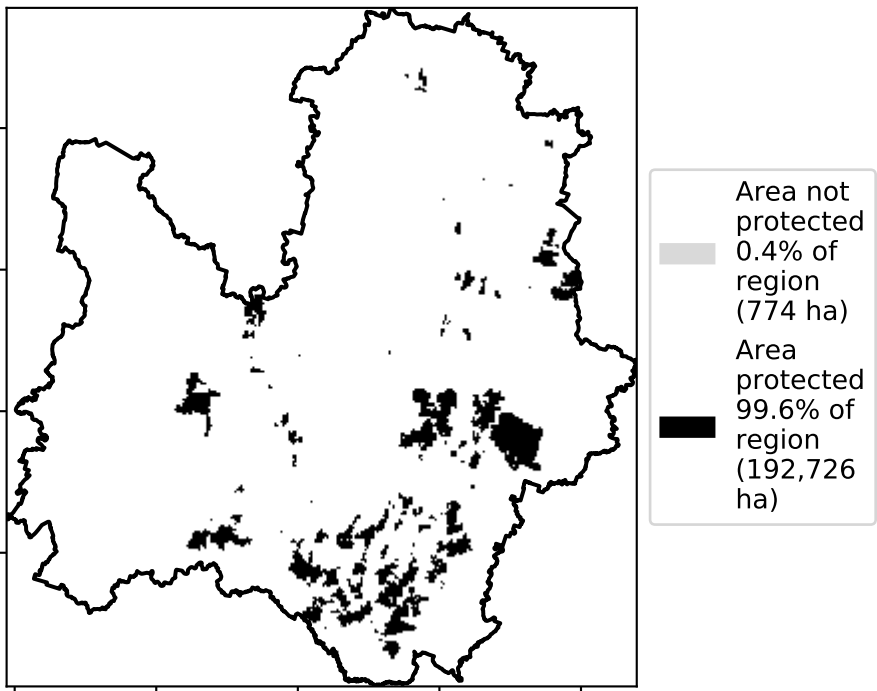 Area not
protected
0.4% of
region
(774 ha)
Area
protected
99.6% of
region
(192,726
ha)